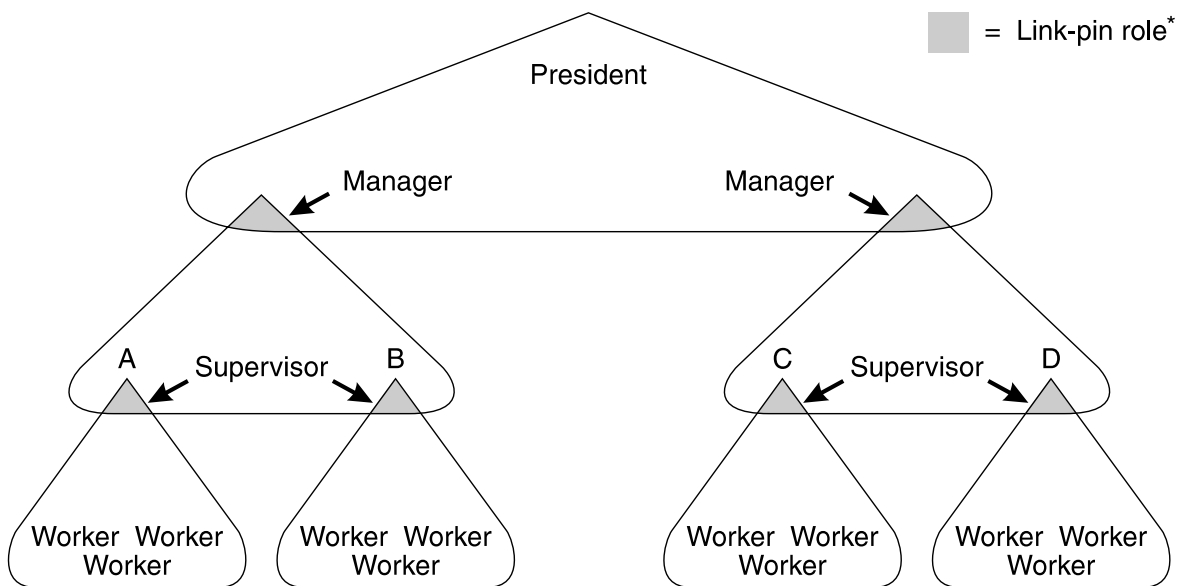 = Link-pin role*
President
Manager Manager
A Supervisor B C Supervisor D
Worker Worker Worker Worker Worker Worker Worker Worker
Worker Worker Worker Worker